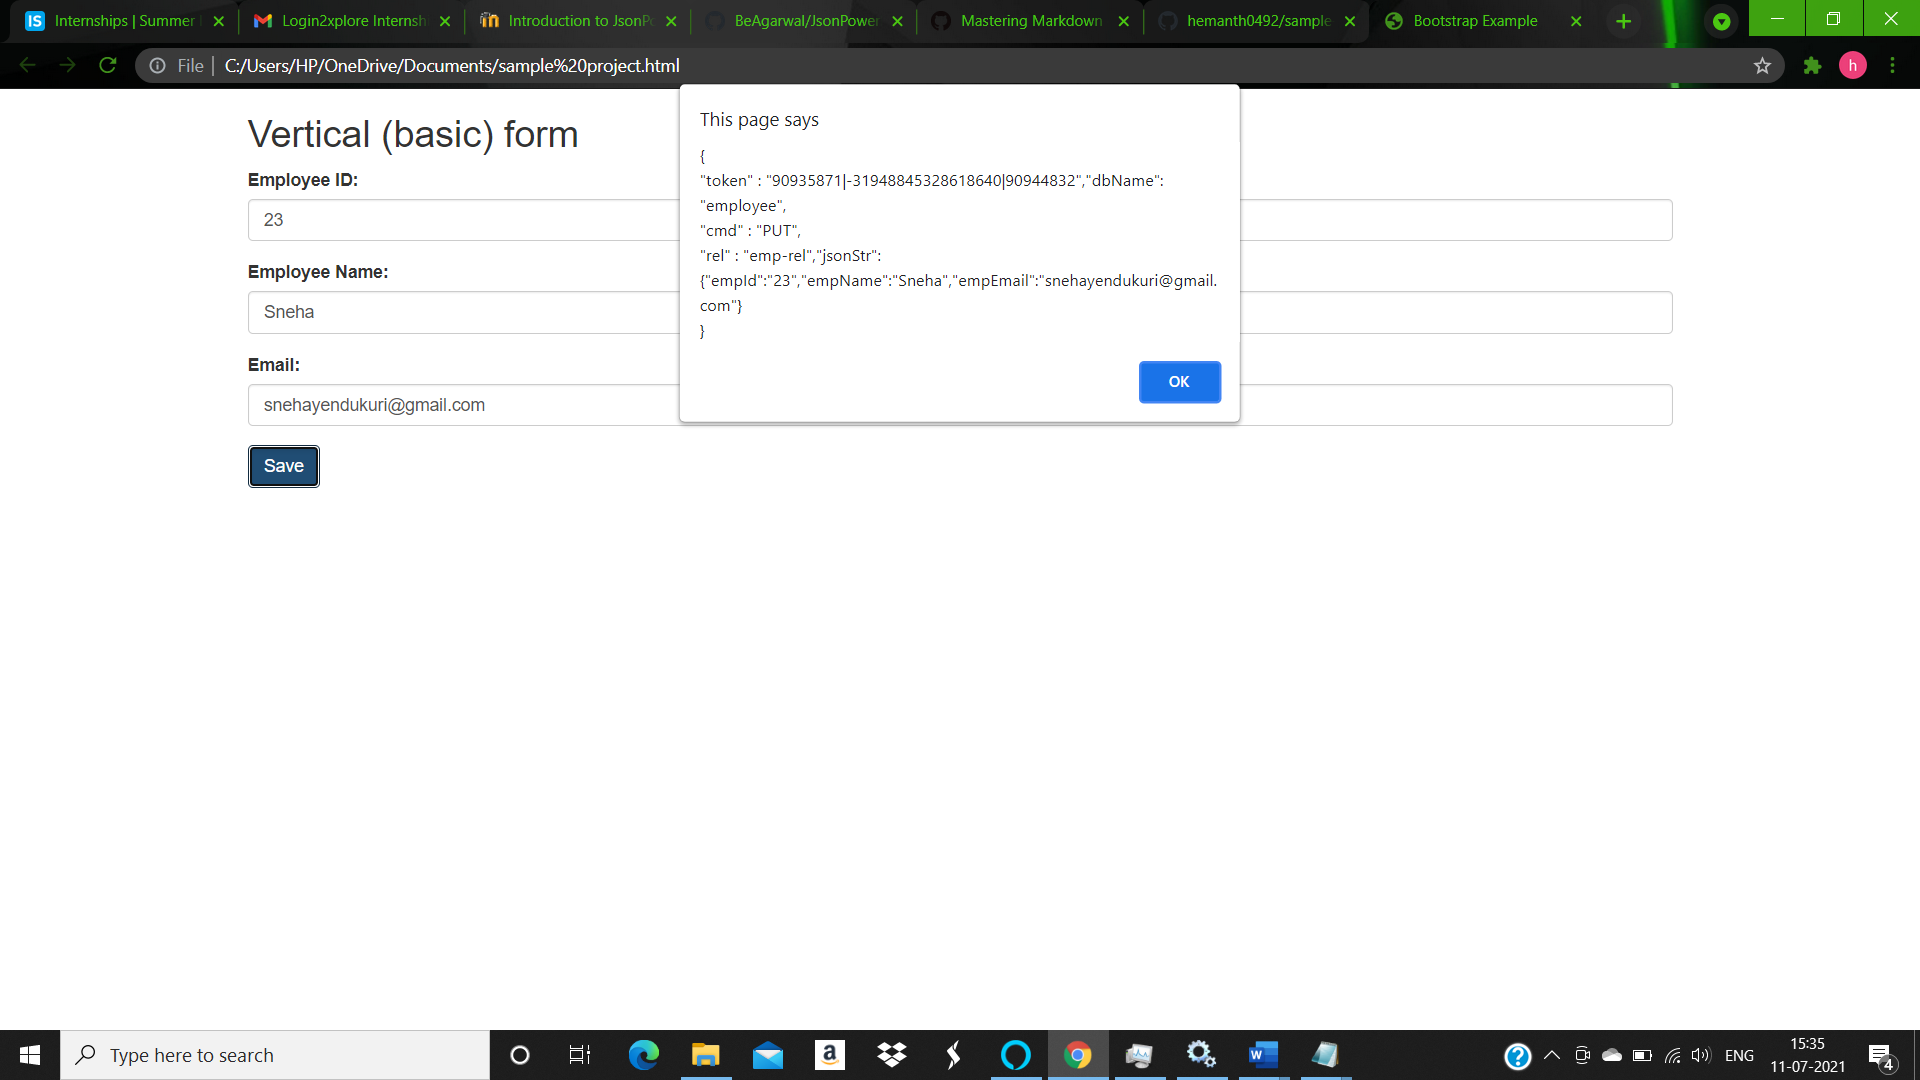 Internships | Summer
Login2xplore Internsh
Introduction to JsonPo
BeAgarwal/JsonPower
Mastering Markdown
hemanth0492/sample
Bootstrap Example
File | C:/Users/HP/OneDrive/Documents/sample%20project.html
h
This page says
{
"token" : "90935871|-31948845328618640|90944832","dbName":
"employee",
"cmd" : "PUT",
"rel" : "emp-rel","jsonStr":
{"empId":"23","empName":"Sneha","empEmail":"snehayendukuri@gmail.
com"}
}
OK
Vertical (basic) form
Employee ID:
23
Employee Name:
Sneha
Email:
snehayendukuri@gmail.com
Save
Type here to search
ENG
15:35
11-07-2021
4